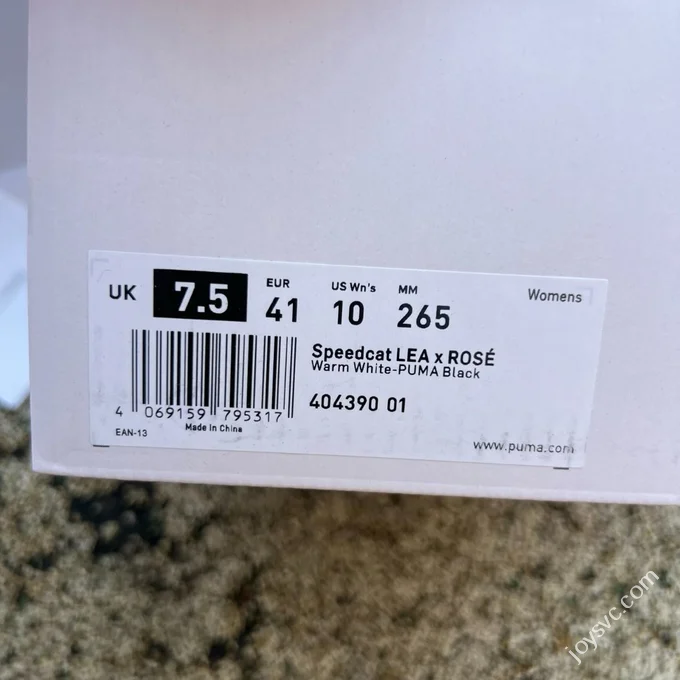 UK 7.5 EUR 41 US Wn's 10 MM 265 Womens
Speedcat LEA x ROSÉ
Warm White-PUMA Black
404390 01
4 069159 795317
EAN-13 Made in China
www.puma.com
joysvc.com